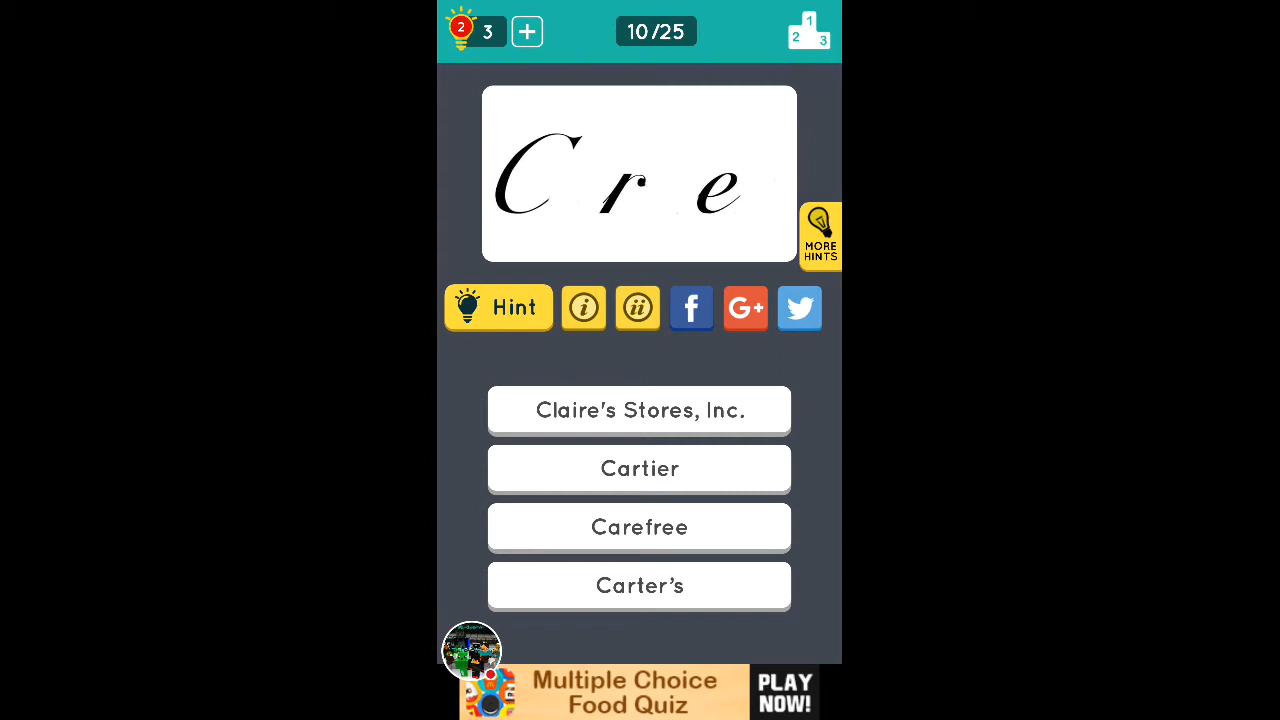 2 3 + 10/25 1 2 3
C r e
MORE HINTS
Hint i ii f G+
Claire's Stores, Inc.
Cartier
Carefree
Carter's
Multiple Choice Food Quiz
PLAY NOW!